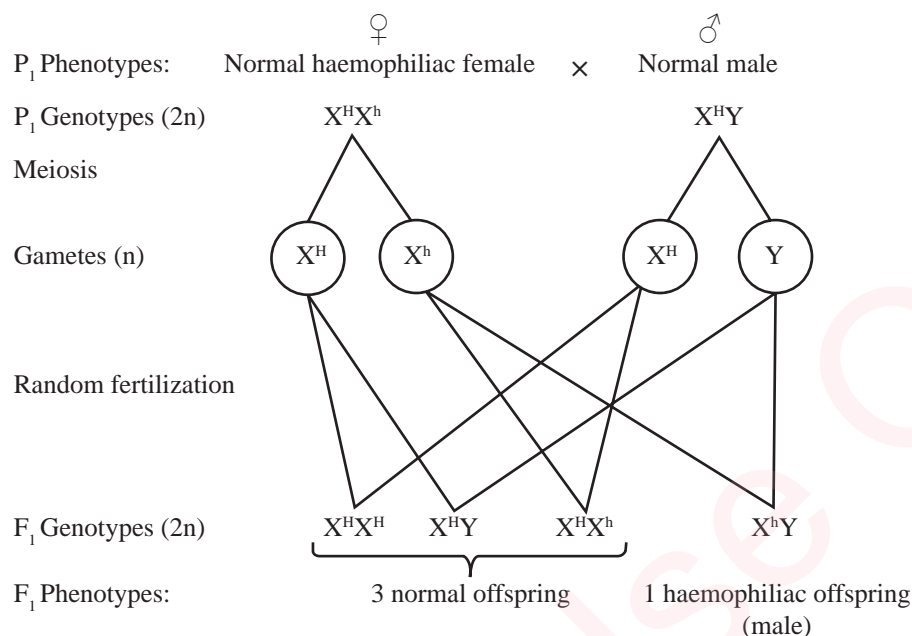 ♀ ♂
P₁ Phenotypes: Normal haemophiliac female × Normal male
P₁ Genotypes (2n) XᴴXʰ XᴴY
Meiosis
Gametes (n) Xᴴ Xʰ Xᴴ Y
Random fertilization
F₁ Genotypes (2n) XᴴXᴴ XᴴY XᴴXʰ XʰY
F₁ Phenotypes: 3 normal offspring 1 haemophiliac offspring
(male)